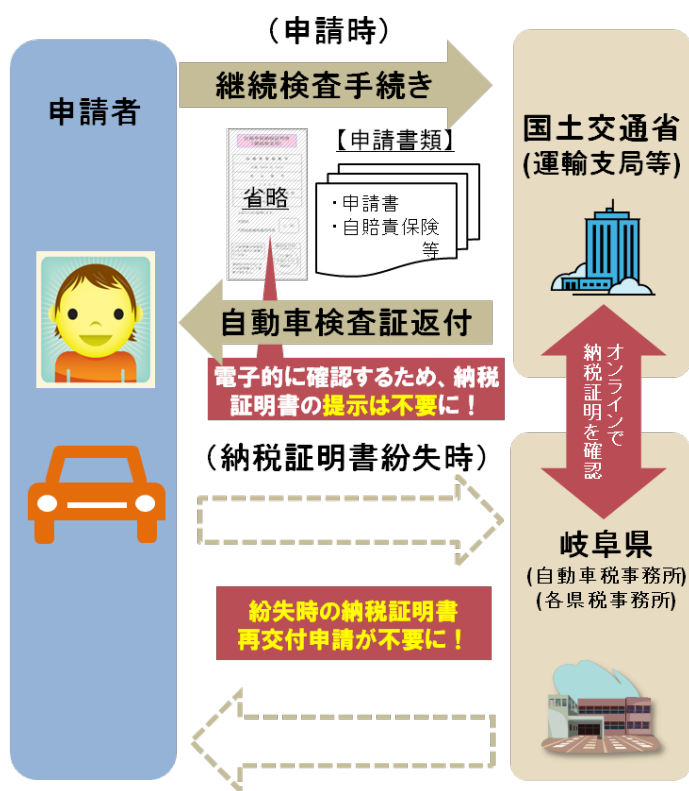 (申請時)
申請者
継続検査手続き
国土交通省
(運輸支局等)
【申請書類】
省略
・申請書
・自賠責保険
等
自動車検査証返付
電子的に確認するため、納税
証明書の提示は不要に！
オンラインで
納税証明を確認
(納税証明書紛失時)
岐阜県
(自動車税事務所)
(各県税事務所)
紛失時の納税証明書
再交付申請が不要に！